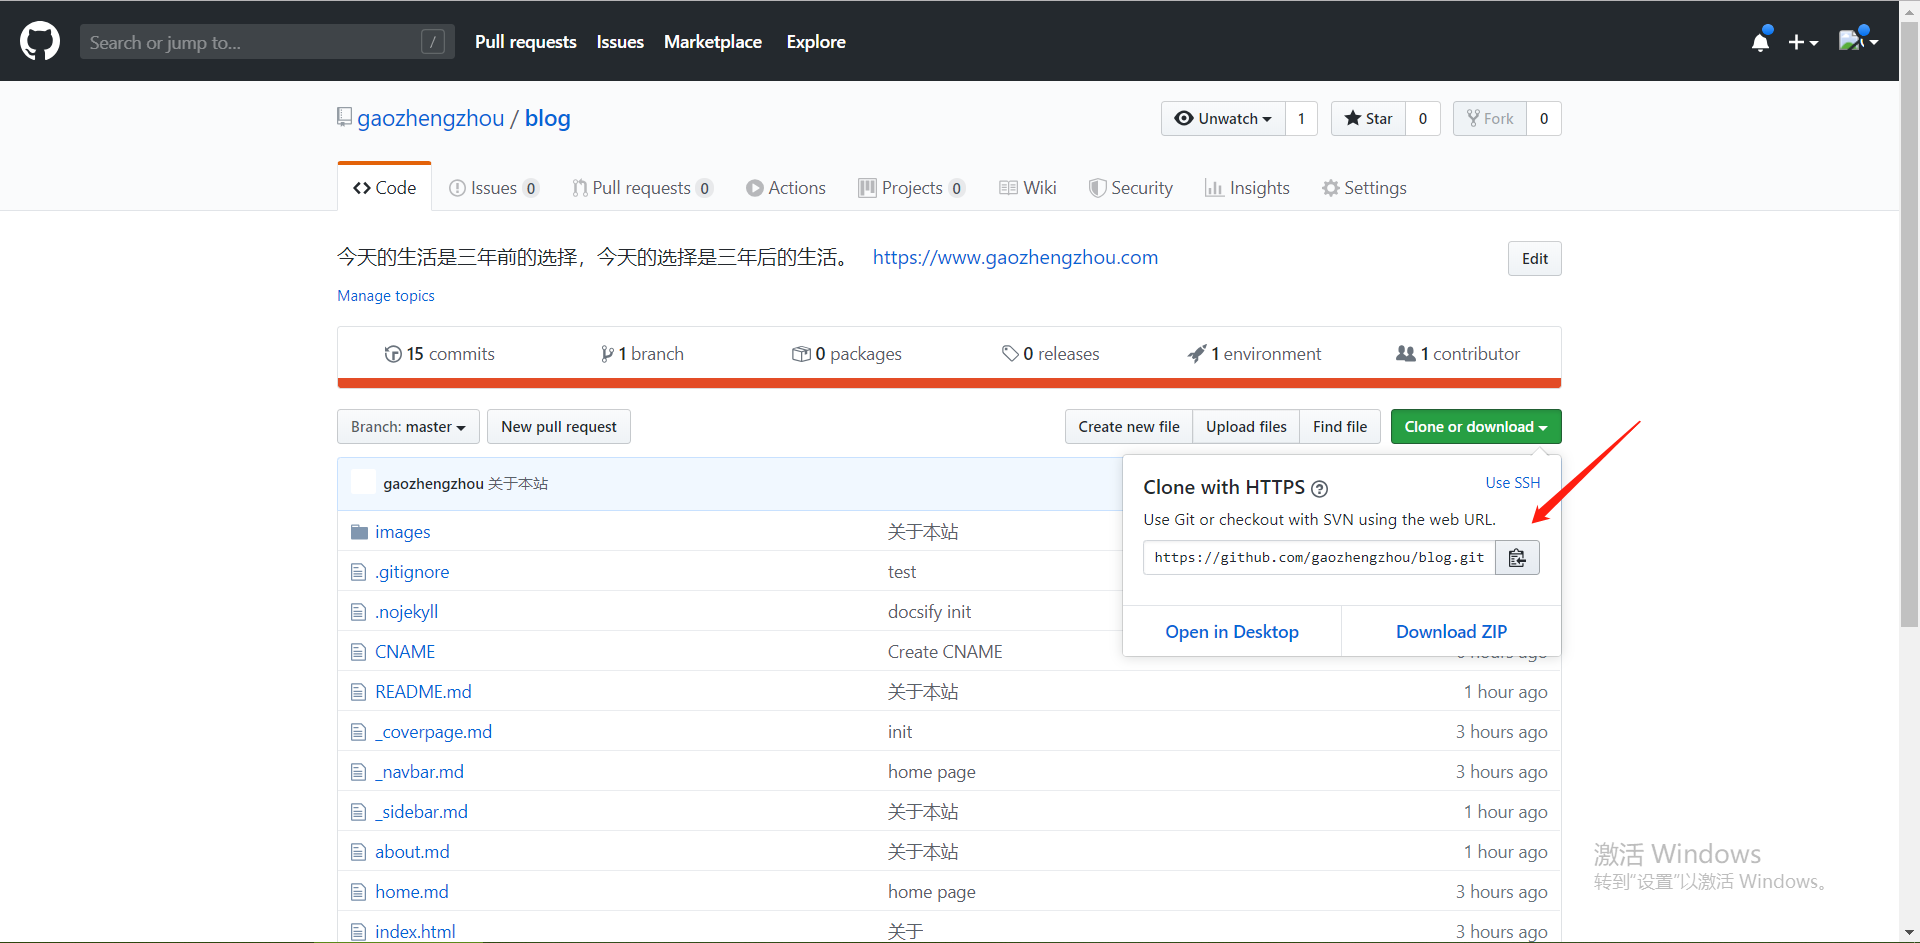 Search or jump to... / Pull requests Issues Marketplace Explore
gaozhengzhou / blog Unwatch 1 Star 0 Fork 0
Code Issues 0 Pull requests 0 Actions Projects 0 Wiki Security Insights Settings
今天的生活是三年前的选择，今天的选择是三年后的生活。 https://www.gaozhengzhou.com Edit
Manage topics
15 commits 1 branch 0 packages 0 releases 1 environment 1 contributor
Branch: master New pull request Create new file Upload files Find file Clone or download
gaozhengzhou 关于本站
Clone with HTTPS ? Use SSH
Use Git or checkout with SVN using the web URL.
https://github.com/gaozhengzhou/blog.git
Open in Desktop Download ZIP
images 关于本站
.gitignore test
.nojekyll docsify init
CNAME Create CNAME hours ago
README.md 关于本站 1 hour ago
_coverpage.md init 3 hours ago
_navbar.md home page 3 hours ago
_sidebar.md 关于本站 1 hour ago
about.md 关于本站 1 hour ago
home.md home page 3 hours ago
index.html 关于 3 hours ago
激活 Windows
转到“设置”以激活 Windows。